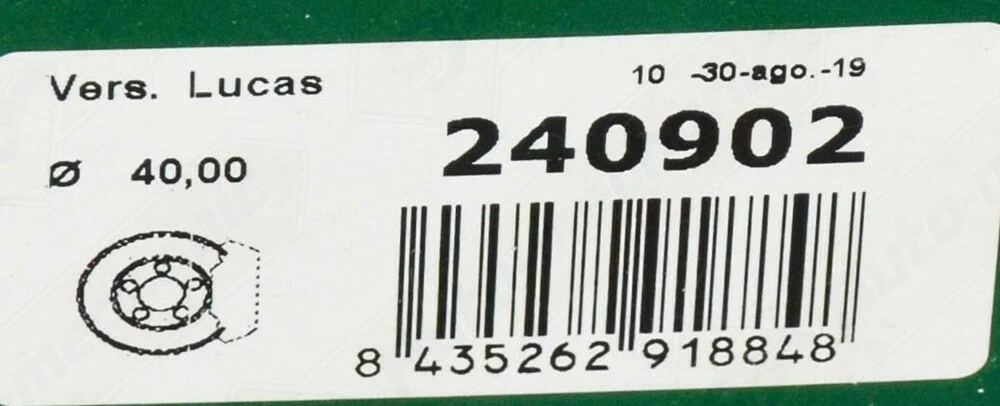 Vers. Lucas
10 -30-ago.-19
240902
Ø 40,00
8 435262 918848